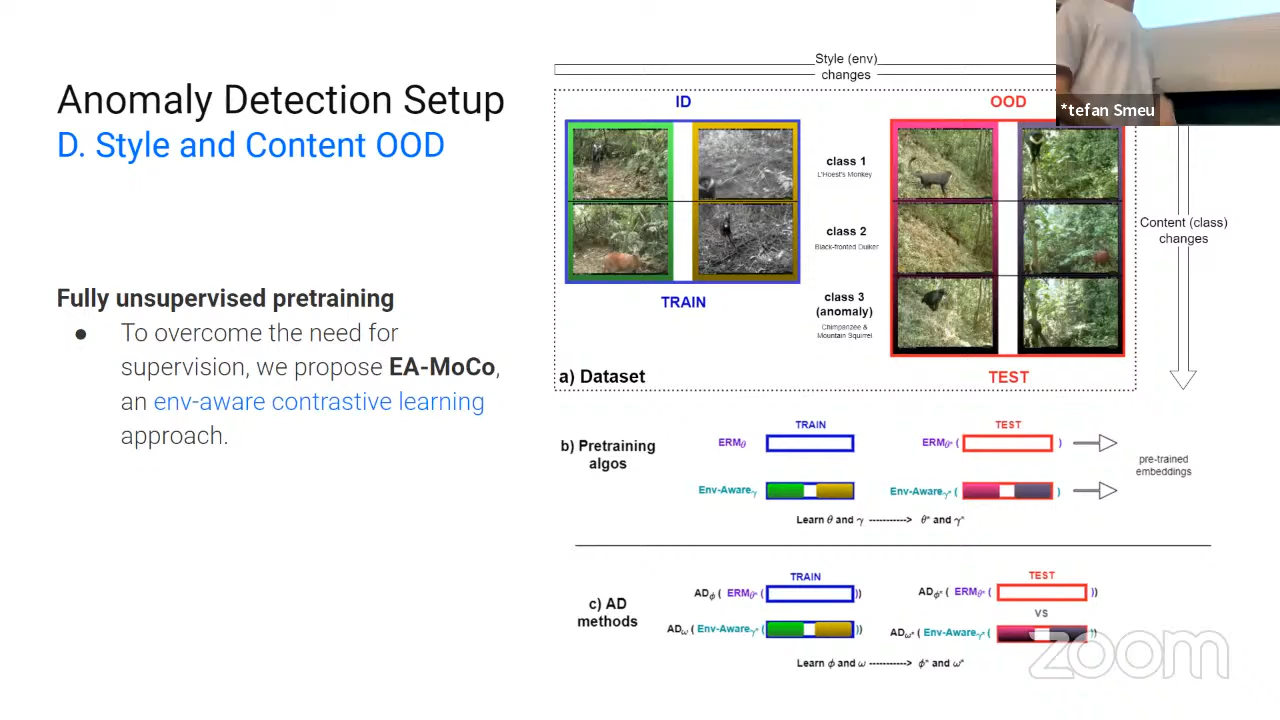 Anomaly Detection Setup
D. Style and Content OOD
Fully unsupervised pretraining
● To overcome the need for
supervision, we propose EA-MoCo,
an env-aware contrastive learning
approach.
Style (env)
changes
*tefan Smeu
ID
OOD
class 1
L'Hoest's Monkey
class 2
Black-fronted Duiker
class 3
(anomaly)
Chimpanzee &
Mountain Squirrel
Content (class)
changes
TRAIN
a) Dataset
TEST
b) Pretraining
algos
TRAIN
TEST
ERMθ
ERMθ* ( )
Env-Awareγ
Env-Awareγ* ( )
pre-trained
embeddings
Learn θ and γ ----------> θ* and γ*
c) AD
methods
TRAIN
TEST
ADϕ ( ERMθ* ( ))
ADϕ* ( ERMθ* ( ))
VS
ADω ( Env-Awareγ* ( ))
ADω* ( Env-Awareγ* ( ))
Learn ϕ and ω ----------> ϕ* and ω*
zoom